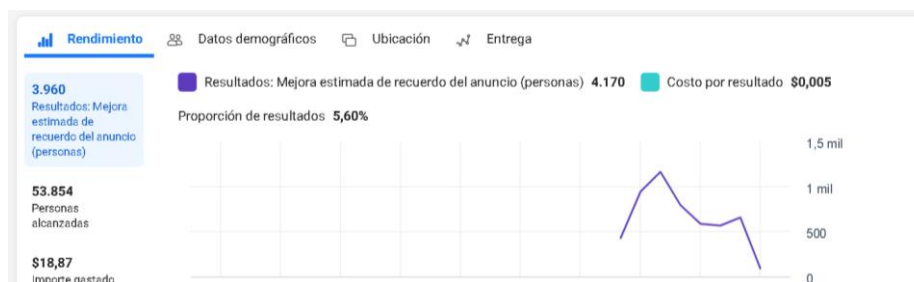 Rendimiento Datos demográficos Ubicación Entrega
3.960
Resultados: Mejora
estimada de
recuerdo del anuncio
(personas)
53.854
Personas
alcanzadas
$18,87
Importe gastado
Resultados: Mejora estimada de recuerdo del anuncio (personas) 4.170 Costo por resultado $0,005
Proporción de resultados 5,60%
1,5 mil
1 mil
500
0